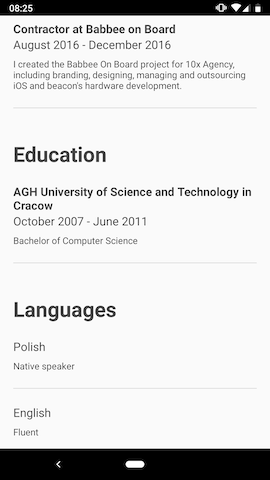 08:25
Contractor at Babbee on Board
August 2016 - December 2016
I created the Babbee On Board project for 10x Agency,
including branding, designing, managing and outsourcing
iOS and beacon's hardware development.
Education
AGH University of Science and Technology in
Cracow
October 2007 - June 2011
Bachelor of Computer Science
Languages
Polish
Native speaker
English
Fluent